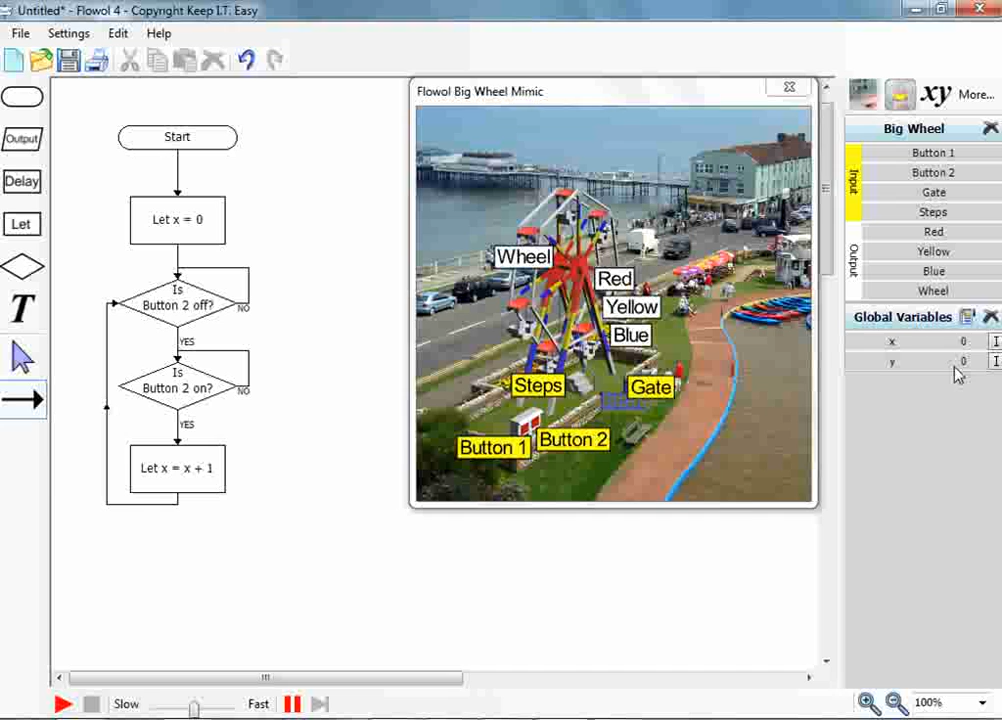 Untitled* - Flowol 4 - Copyright Keep I.T. Easy
File Settings Edit Help
xy More...
Output
Delay
Let
T
Start
Let x = 0
Is
Button 2 off?
NO
YES
Is
Button 2 on?
NO
YES
Let x = x + 1
Flowol Big Wheel Mimic
Wheel
Red
Yellow
Blue
Steps
Gate
Button 1
Button 2
Big Wheel
Input
Button 1
Button 2
Gate
Steps
Output
Red
Yellow
Blue
Wheel
Global Variables
x 0 I
y 0 I
Slow Fast
100%